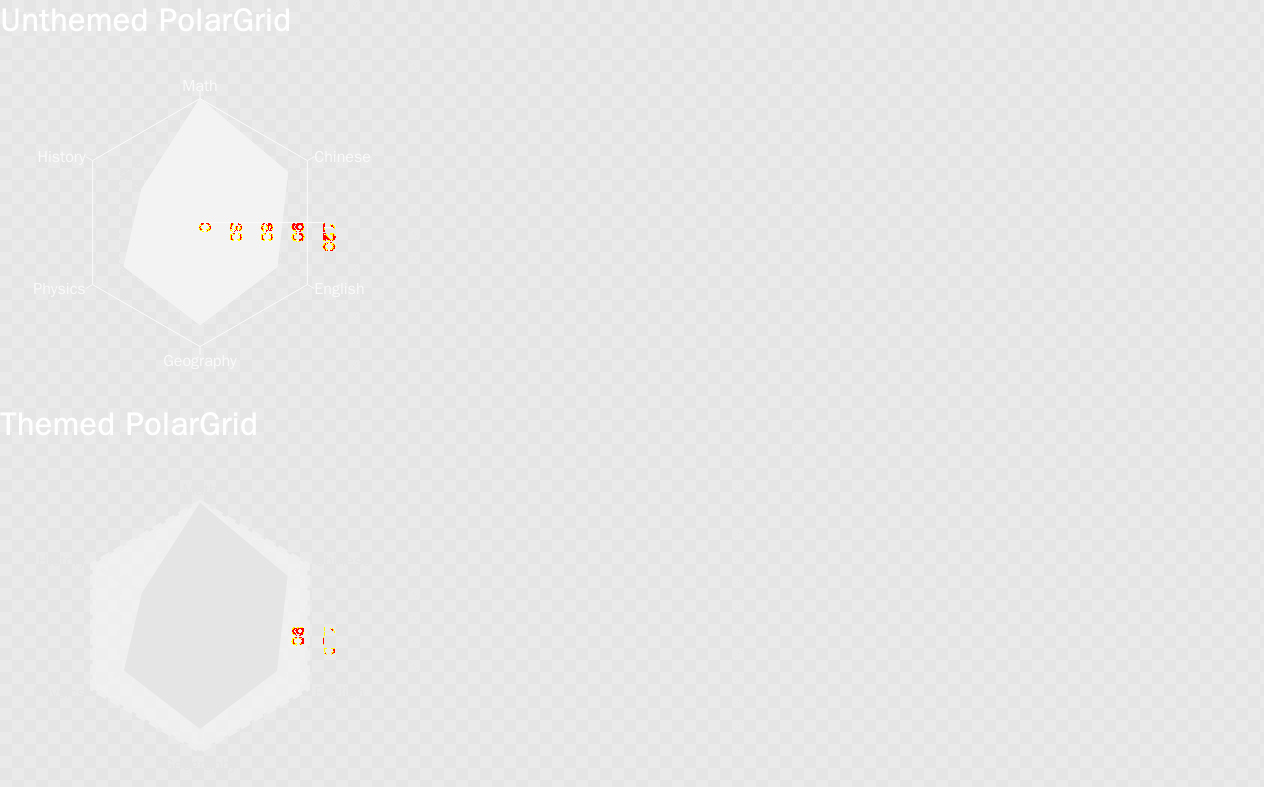 Unthemed PolarGrid
Math
History
Chinese
Physics
English
Geography
Themed PolarGrid